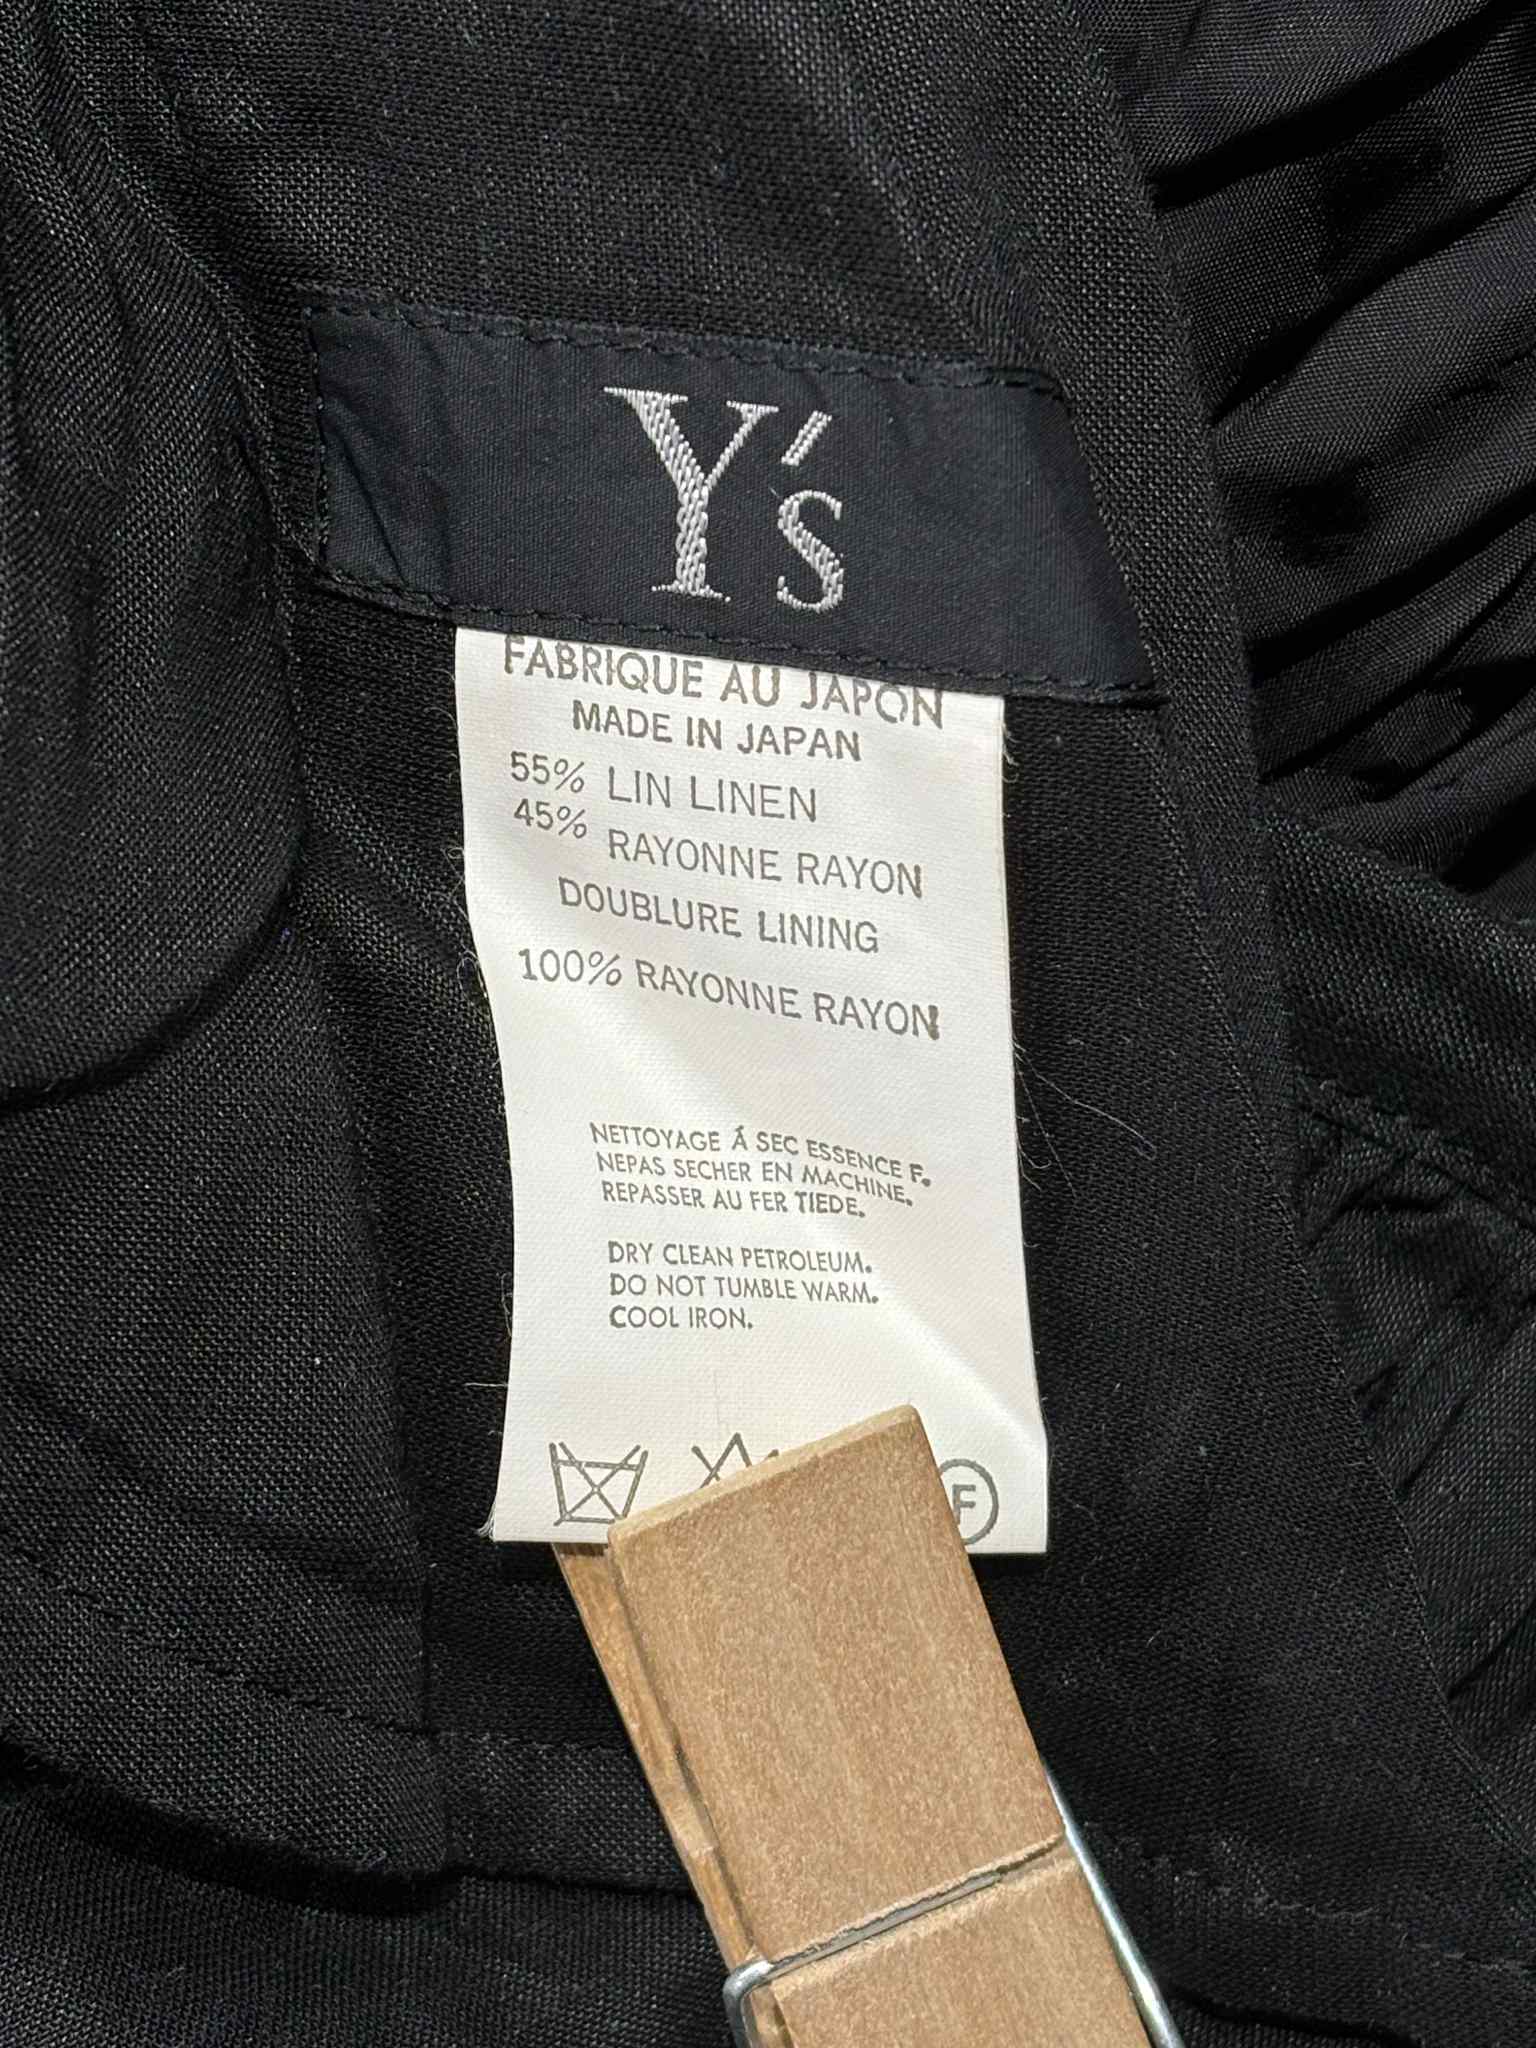 Y's
FABRIQUE AU JAPON
MADE IN JAPAN
55% LIN LINEN
45% RAYONNE RAYON
DOUBLURE LINING
100% RAYONNE RAYON
NETTOYAGE Á SEC ESSENCE F.
NEPAS SECHER EN MACHINE.
REPASSER AU FER TIEDE.
DRY CLEAN PETROLEUM.
DO NOT TUMBLE WARM.
COOL IRON.
F